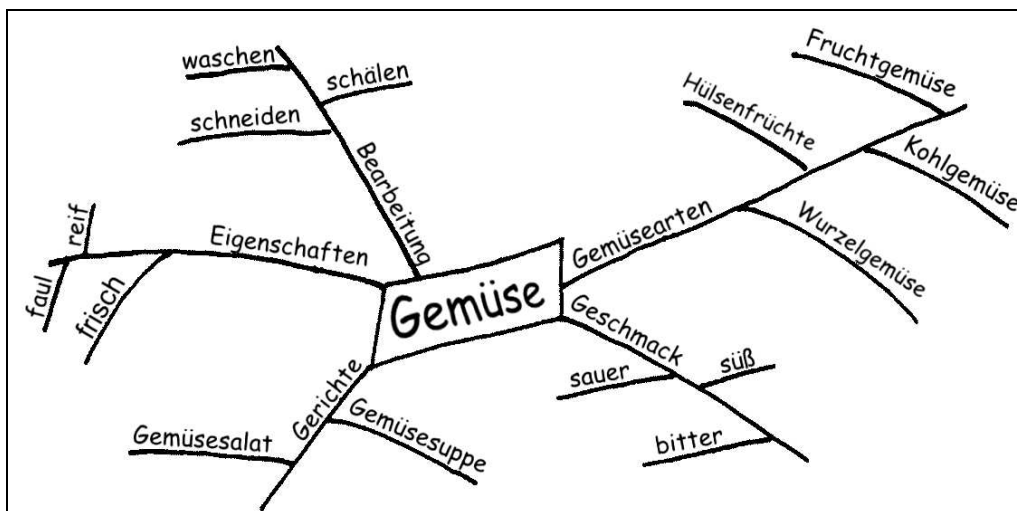 Gemüse
Bearbeitung
waschen
schälen
schneiden
Gemüsearten
Fruchtgemüse
Hülsenfrüchte
Kohlgemüse
Wurzelgemüse
Geschmack
sauer
süß
bitter
Gerichte
Gemüsesuppe
Gemüsesalat
Eigenschaften
reif
faul
frisch